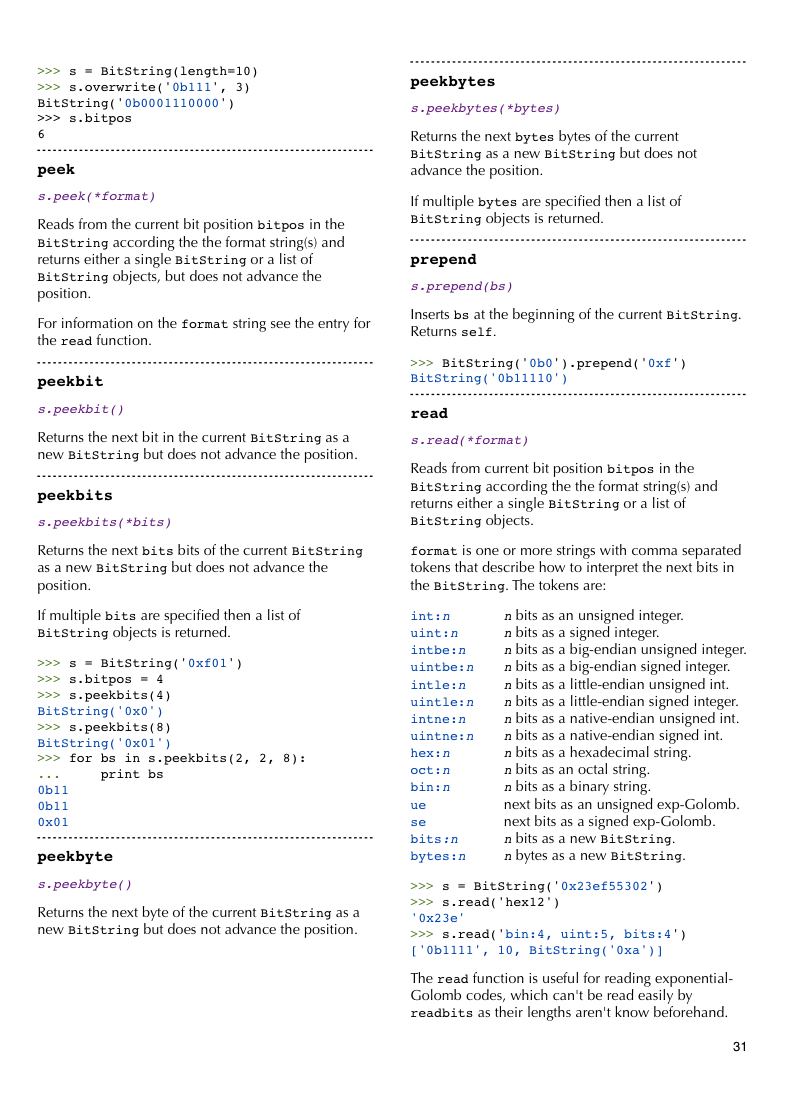 >>> s = BitString(length=10)
>>> s.overwrite('0b111', 3)
BitString('0b0001110000')
>>> s.bitpos
6
peek
s.peek(*format)
Reads from the current bit position bitpos in the
BitString according the the format string(s) and
returns either a single BitString or a list of
BitString objects, but does not advance the
position.
For information on the format string see the entry for
the read function.
peekbit
s.peekbit()
Returns the next bit in the current BitString as a
new BitString but does not advance the position.
peekbits
s.peekbits(*bits)
Returns the next bits bits of the current BitString
as a new BitString but does not advance the
position.
If multiple bits are specified then a list of
BitString objects is returned.
>>> s = BitString('0xf01')
>>> s.bitpos = 4
>>> s.peekbits(4)
BitString('0x0')
>>> s.peekbits(8)
BitString('0x01')
>>> for bs in s.peekbits(2, 2, 8):
...     print bs
0b11
0b11
0x01
peekbyte
s.peekbyte()
Returns the next byte of the current BitString as a
new BitString but does not advance the position.
peekbytes
s.peekbytes(*bytes)
Returns the next bytes bytes of the current
BitString as a new BitString but does not
advance the position.
If multiple bytes are specified then a list of
BitString objects is returned.
prepend
s.prepend(bs)
Inserts bs at the beginning of the current BitString.
Returns self.
>>> BitString('0b0').prepend('0xf')
BitString('0b11110')
read
s.read(*format)
Reads from current bit position bitpos in the
BitString according the the format string(s) and
returns either a single BitString or a list of
BitString objects.
format is one or more strings with comma separated
tokens that describe how to interpret the next bits in
the BitString. The tokens are:
int:n n bits as an unsigned integer.
uint:n n bits as a signed integer.
intbe:n n bits as a big-endian unsigned integer.
uintbe:n n bits as a big-endian signed integer.
intle:n n bits as a little-endian unsigned int.
uintle:n n bits as a little-endian signed integer.
intne:n n bits as a native-endian unsigned int.
uintne:n n bits as a native-endian signed int.
hex:n n bits as a hexadecimal string.
oct:n n bits as an octal string.
bin:n n bits as a binary string.
ue next bits as an unsigned exp-Golomb.
se next bits as a signed exp-Golomb.
bits:n n bits as a new BitString.
bytes:n n bytes as a new BitString.
>>> s = BitString('0x23ef55302')
>>> s.read('hex12')
'0x23e'
>>> s.read('bin:4, uint:5, bits:4')
['0b1111', 10, BitString('0xa')]
The read function is useful for reading exponential-
Golomb codes, which can't be read easily by
readbits as their lengths aren't know beforehand.
31